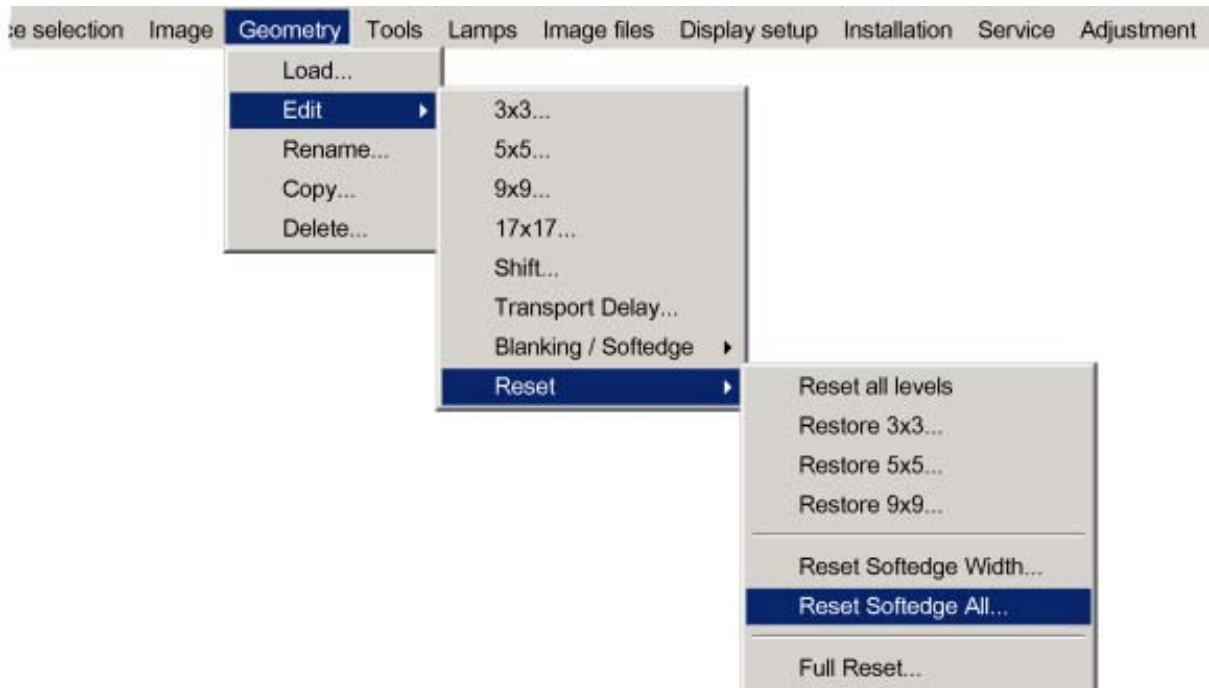 :e selection Image Geometry Tools Lamps Image files Display setup Installation Service Adjustment
Load...
Edit
Rename...
Copy...
Delete...
3x3...
5x5...
9x9...
17x17...
Shift...
Transport Delay...
Blanking / Softedge
Reset
Reset all levels
Restore 3x3...
Restore 5x5...
Restore 9x9...
Reset Softedge Width...
Reset Softedge All...
Full Reset...